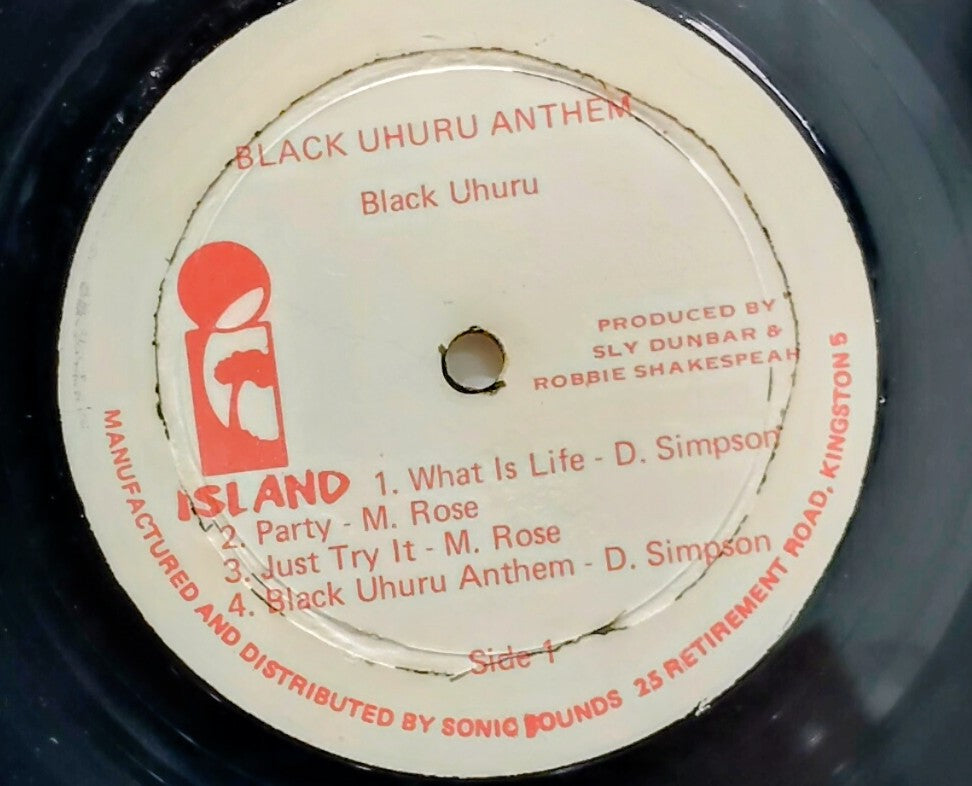 BLACK UHURU ANTHEM
Black Uhuru
PRODUCED BY
SLY DUNBAR &
ROBBIE SHAKESPEAR
ISLAND
1. What Is Life - D. Simpson
2. Party - M. Rose
3. Just Try It - M. Rose
4. Black Uhuru Anthem - D. Simpson
Side 1
MANUFACTURED AND DISTRIBUTED BY SONIC SOUNDS 25 RETIREMENT ROAD, KINGSTON 5